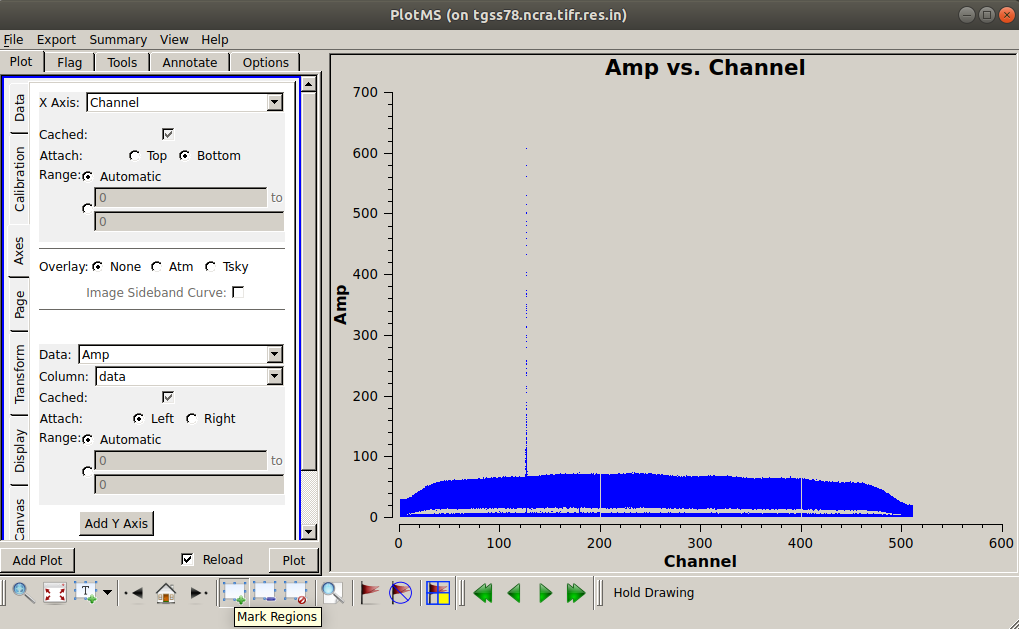 PlotMS (on tgss78.ncra.tifr.res.in)
File Export Summary View Help
Plot Flag Tools Annotate Options
Data
Calibration
Axes
Page
Transform
Display
Canvas
X Axis: Channel
Cached:
Attach: Top Bottom
Range: Automatic
0 to
0
Overlay: None Atm Tsky
Image Sideband Curve:
Data: Amp
Column: data
Cached:
Attach: Left Right
Range: Automatic
0 to
0
Add Y Axis
Add Plot Reload Plot
Amp vs. Channel
700
600
500
400
300
200
100
0
Amp
0 100 200 300 400 500 600
Channel
T
Hold Drawing
Mark Regions